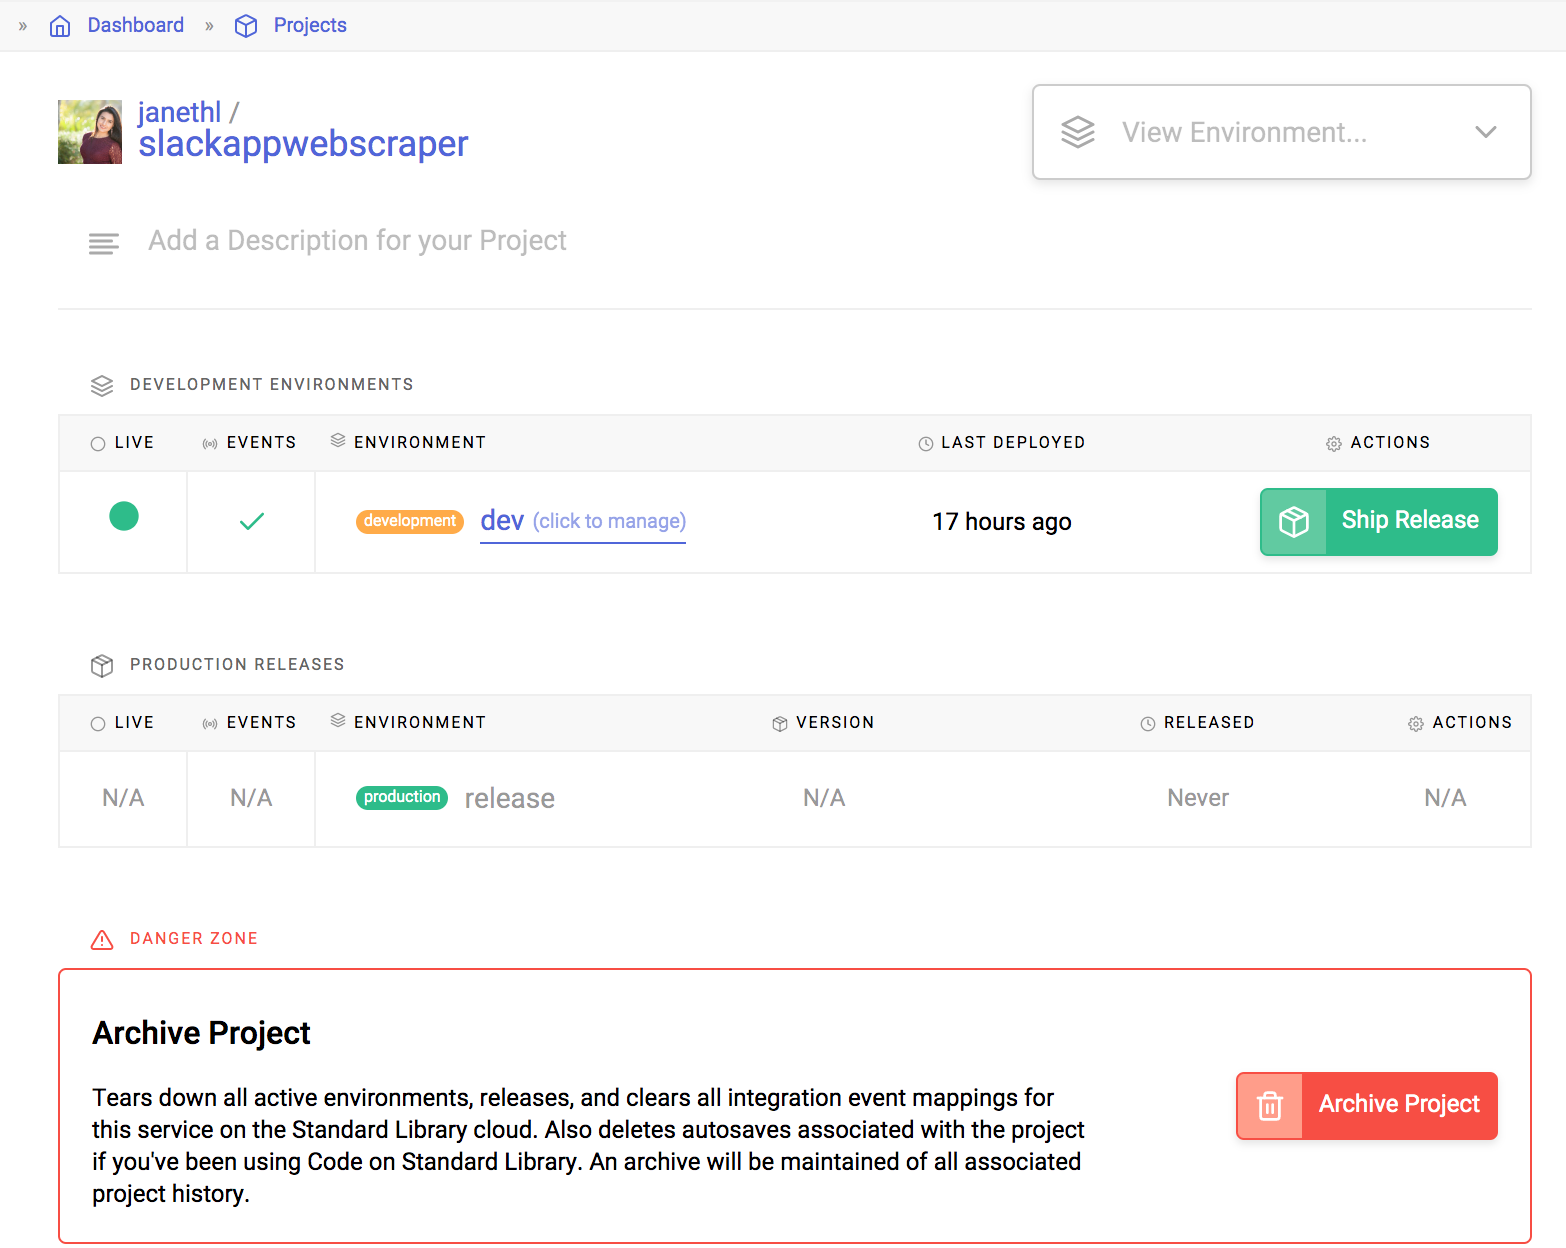 » Dashboard » Projects
janethl /
slackappwebscraper
View Environment...
Add a Description for your Project
DEVELOPMENT ENVIRONMENTS
LIVE EVENTS ENVIRONMENT LAST DEPLOYED ACTIONS
development dev (click to manage) 17 hours ago Ship Release
PRODUCTION RELEASES
LIVE EVENTS ENVIRONMENT VERSION RELEASED ACTIONS
N/A N/A production release N/A Never N/A
DANGER ZONE
Archive Project
Tears down all active environments, releases, and clears all integration event mappings for
this service on the Standard Library cloud. Also deletes autosaves associated with the project
if you've been using Code on Standard Library. An archive will be maintained of all associated
project history.
Archive Project